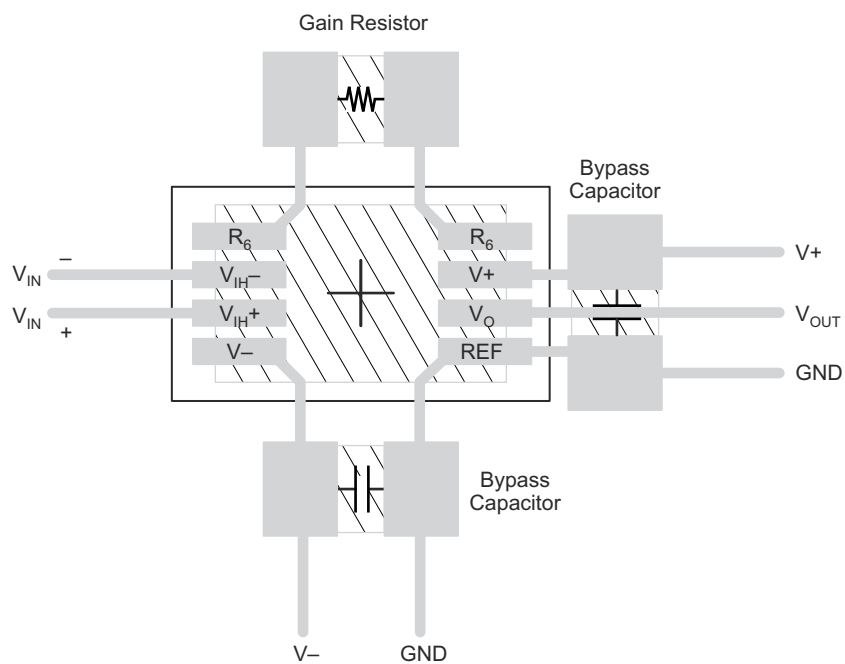 Gain Resistor
Bypass
Capacitor
R6
R6
V+
VIN –
VIH–
V+
VIN +
VIH+
VO
VOUT
V–
REF
GND
Bypass
Capacitor
V–
GND